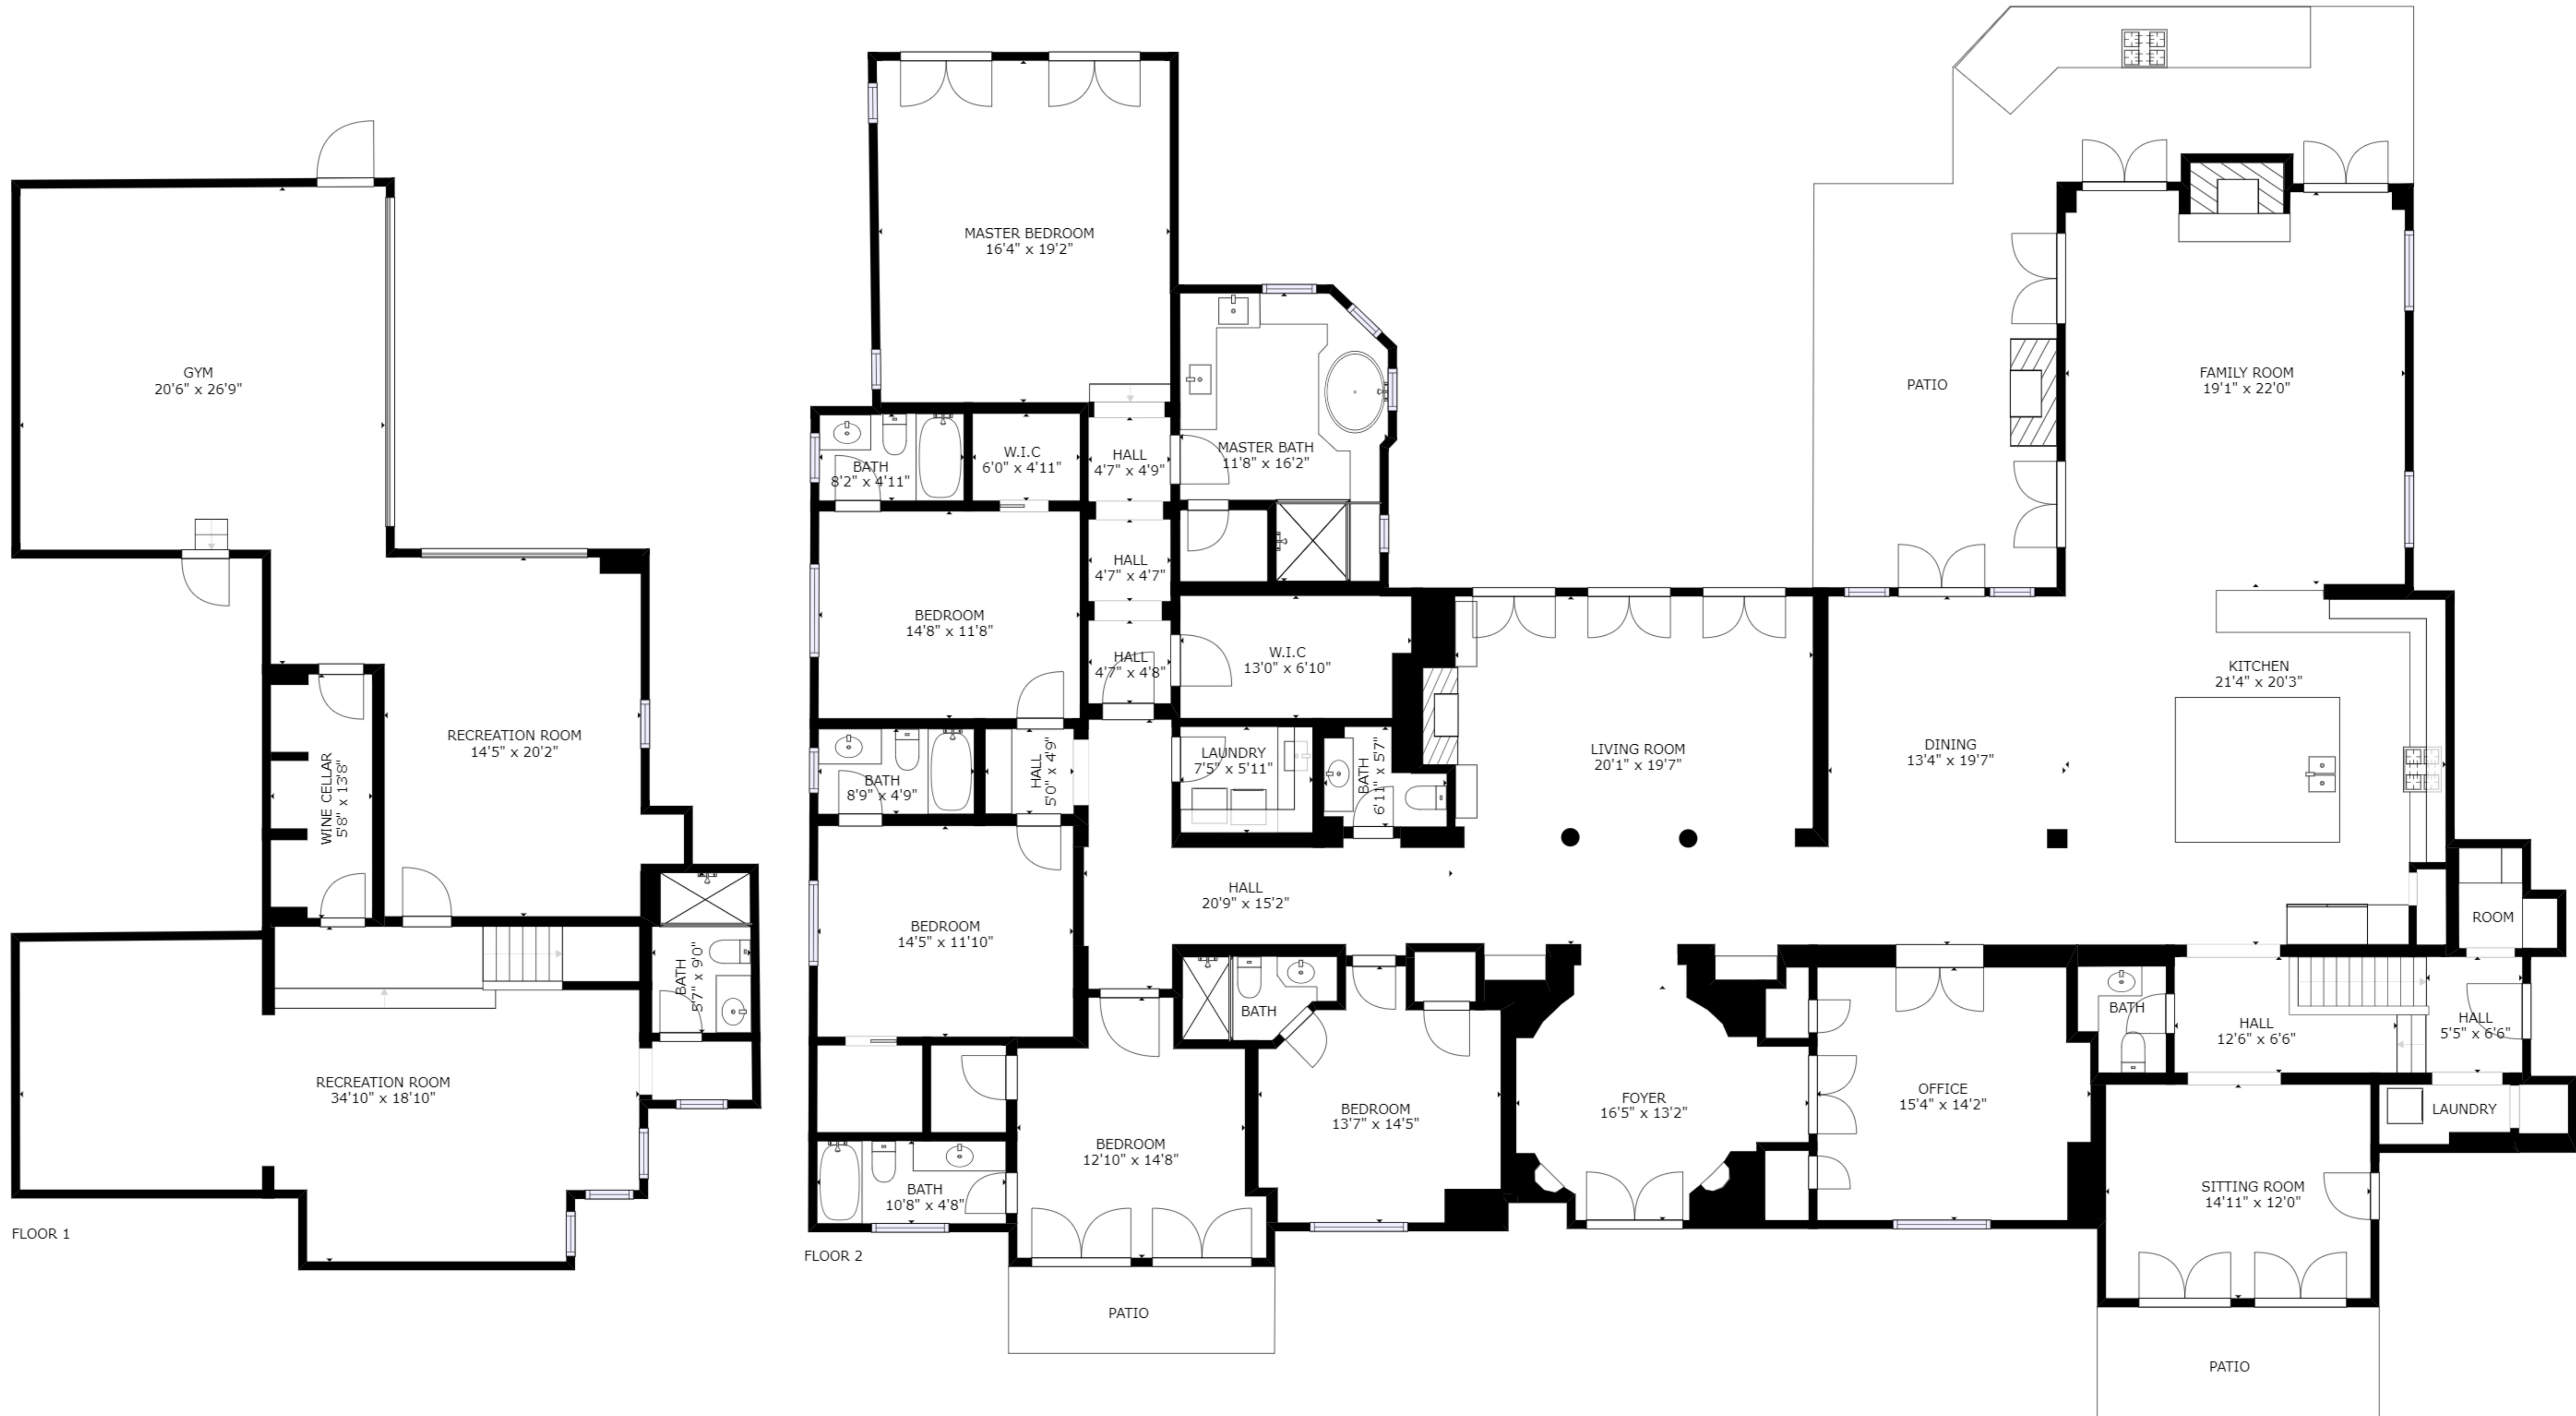 GYM
20'6" x 26'9"
RECREATION ROOM
14'5" x 20'2"
WINE CELLAR
5'8" x 13'8"
BATH
5'7" x 9'0"
RECREATION ROOM
34'10" x 18'10"
FLOOR 1
MASTER BEDROOM
16'4" x 19'2"
MASTER BATH
11'8" x 16'2"
BATH
8'2" x 4'11"
W.I.C
6'0" x 4'11"
HALL
4'7" x 4'9"
HALL
4'7" x 4'7"
HALL
4'7" x 4'8"
BEDROOM
14'8" x 11'8"
W.I.C
13'0" x 6'10"
BATH
8'9" x 4'9"
HALL
5'0" x 4'9"
LAUNDRY
7'5" x 5'11"
BATH
6'11" x 5'7"
LIVING ROOM
20'1" x 19'7"
DINING
13'4" x 19'7"
KITCHEN
21'4" x 20'3"
PATIO
FAMILY ROOM
19'1" x 22'0"
HALL
20'9" x 15'2"
BEDROOM
14'5" x 11'10"
BATH
BEDROOM
12'10" x 14'8"
BATH
10'8" x 4'8"
BEDROOM
13'7" x 14'5"
FOYER
16'5" x 13'2"
OFFICE
15'4" x 14'2"
BATH
HALL
12'6" x 6'6"
ROOM
HALL
5'5" x 6'6"
LAUNDRY
SITTING ROOM
14'11" x 12'0"
FLOOR 2
PATIO
PATIO